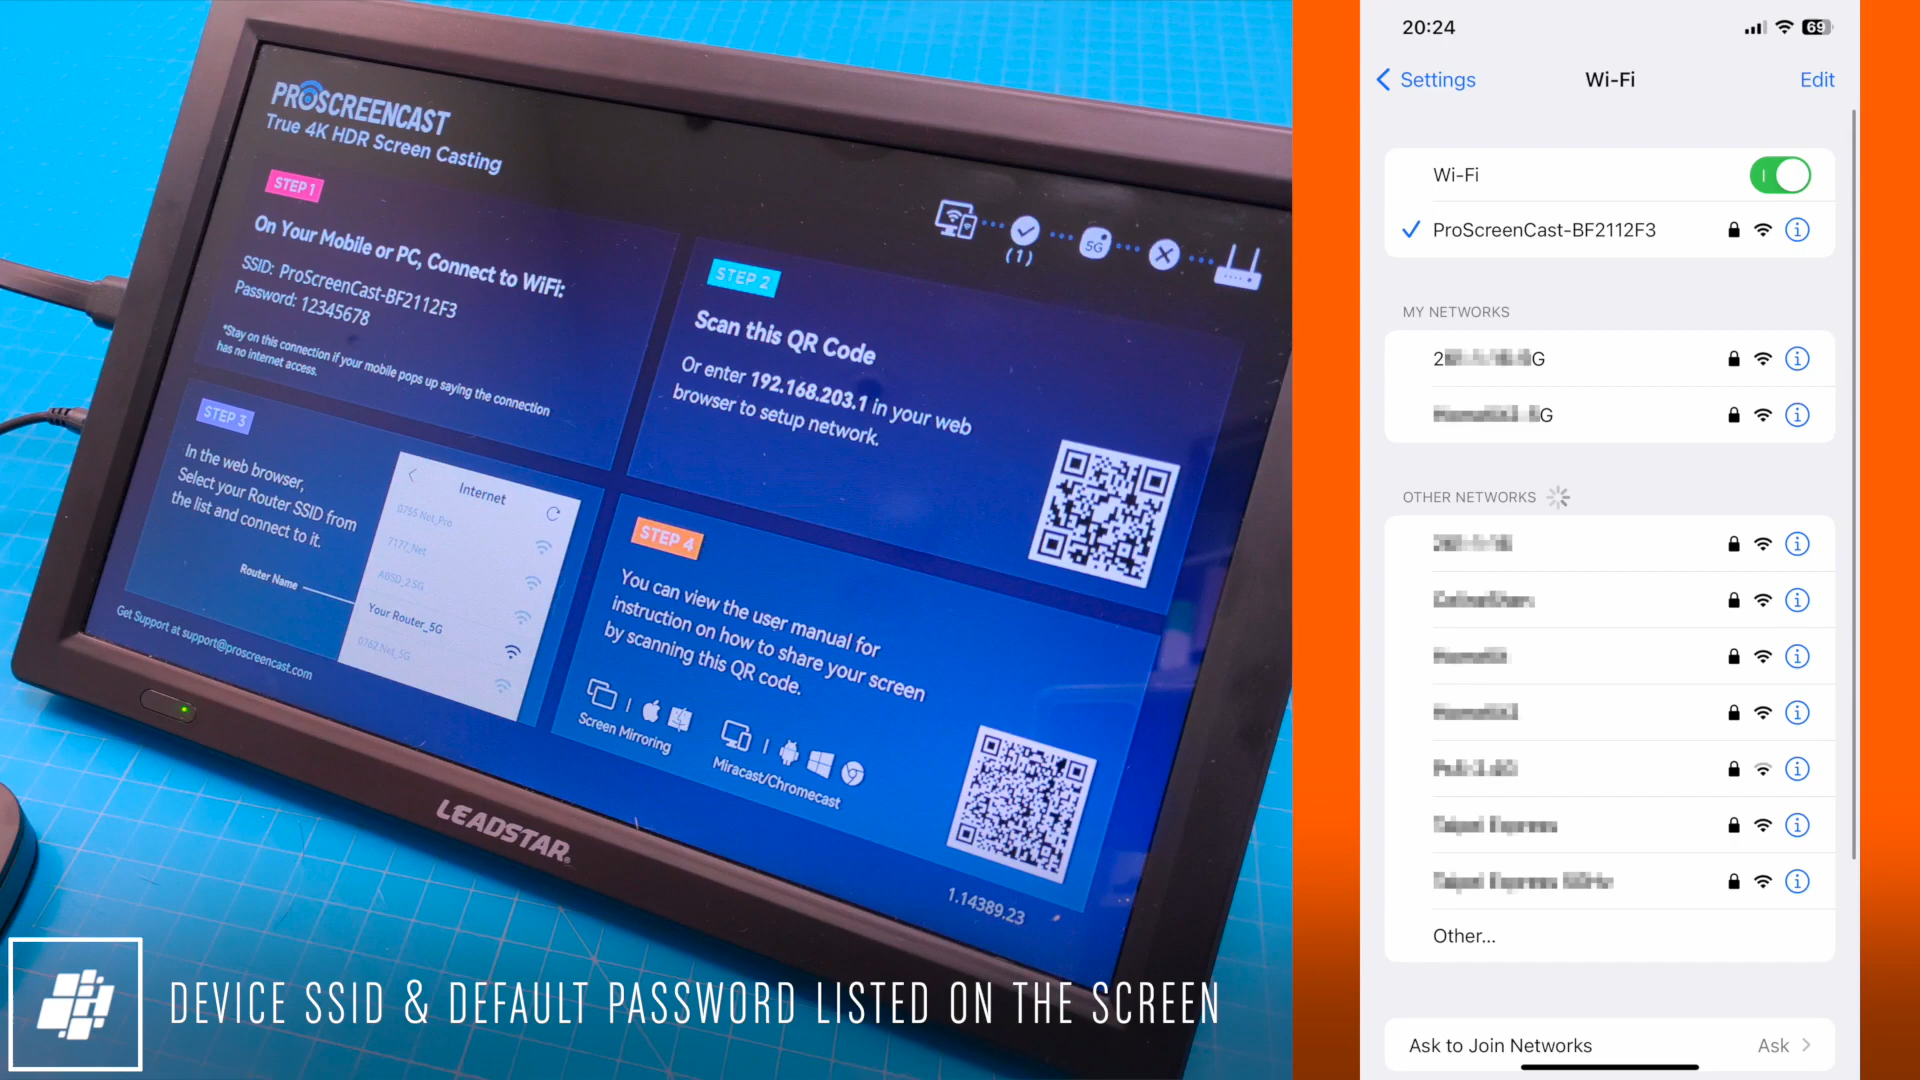 PROSCREENCAST
True 4K HDR Screen Casting
(1)
5G
STEP 1
On Your Mobile or PC, Connect to WiFi:
SSID: ProScreenCast-BF2112F3
Password: 12345678
*Stay on this connection if your mobile pops up saying the connection
has no internet access.
STEP 2
Scan this QR Code
Or enter 192.168.203.1 in your web
browser to setup network.
STEP 3
In the web browser,
Select your Router SSID from
the list and connect to it.
Router Name
Internet
0755 Net_Pro
7177_Net
ABSD_2.5G
Your Router_5G
0762 Net_5G
STEP 4
You can view the user manual for
instruction on how to share your screen
by scanning this QR code.
Screen Mirroring
Miracast/Chromecast
Get Support at support@proscreencast.com
1.14389.23
LEADSTAR
DEVICE SSID & DEFAULT PASSWORD LISTED ON THE SCREEN
20:24
69
Settings
Wi-Fi
Edit
Wi-Fi
ProScreenCast-BF2112F3
MY NETWORKS
OTHER NETWORKS
Other...
Ask to Join Networks
Ask